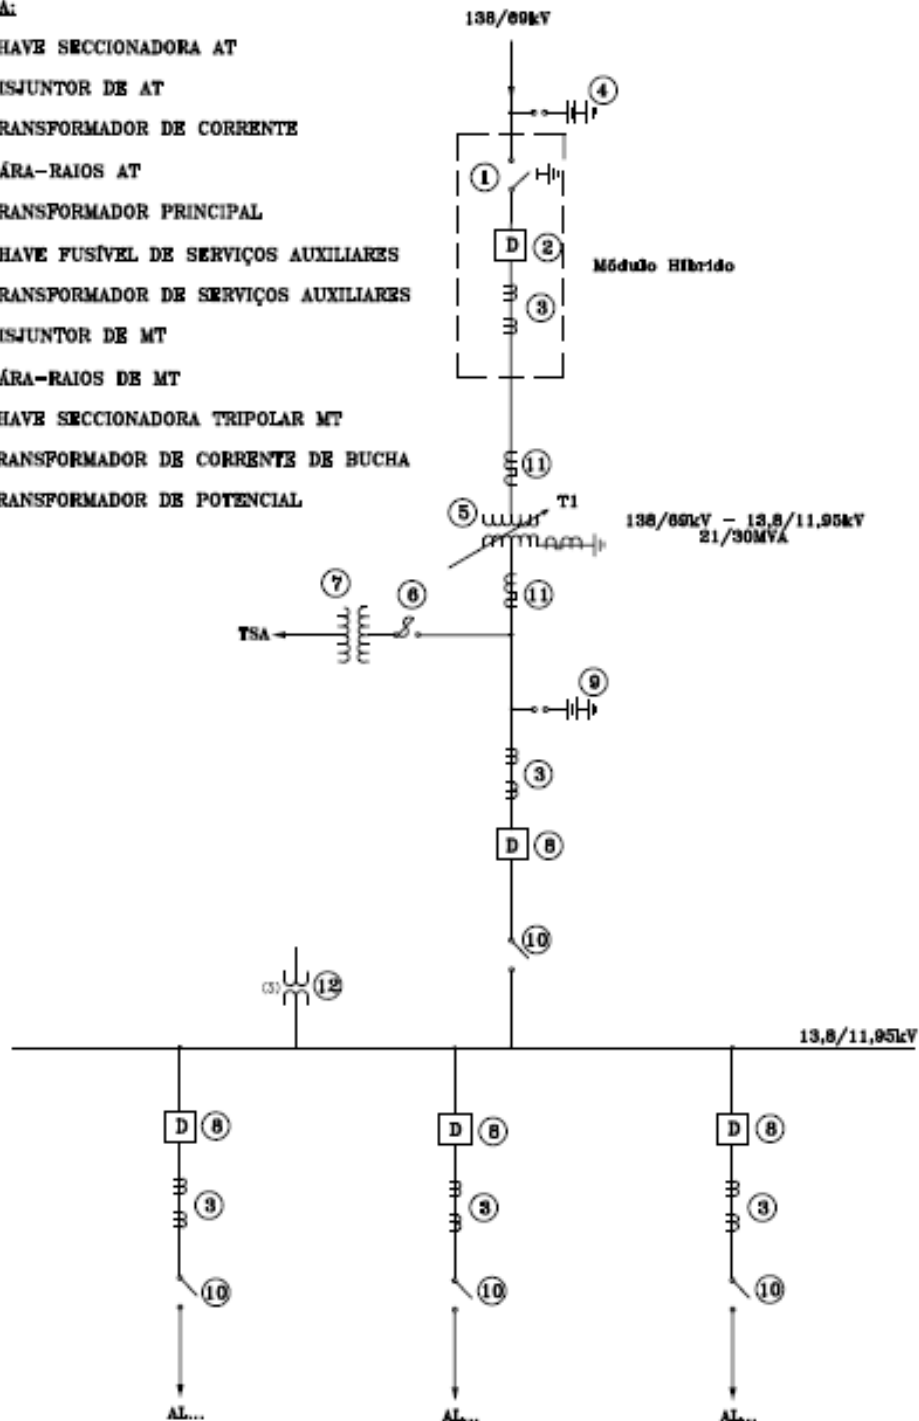 A:
HAVE SECCIONADORA AT
ISJUNTOR DE AT
RANSFORMADOR DE CORRENTE
ÁRA-RAIOS AT
RANSFORMADOR PRINCIPAL
HAVE FUSÍVEL DE SERVIÇOS AUXILIARES
RANSFORMADOR DE SERVIÇOS AUXILIARES
ISJUNTOR DE MT
ÁRA-RAIOS DE MT
HAVE SECCIONADORA TRIPOLAR MT
RANSFORMADOR DE CORRENTE DE BUCHA
RANSFORMADOR DE POTENCIAL
138/69kV
4
1
D 2
Módulo Híbrido
3
11
5 T1
138/69kV - 13,8/11,95kV
21/30MVA
7 6 11
TSA
9
3
D 8
10
(3) 12
13,8/11,95kV
D 8 D 8 D 8
3 3 3
10 10 10
AL... AL... AL...